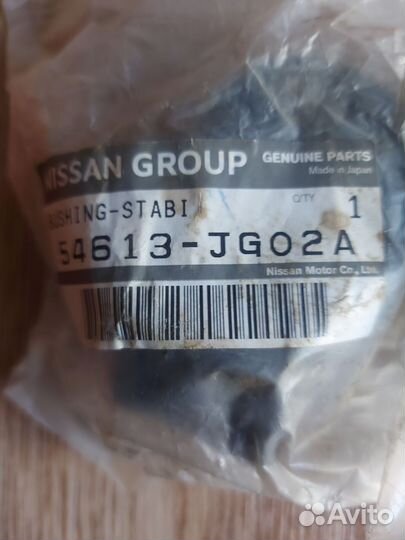 NISSAN GROUP
GENUINE PARTS
Made in Japan
BUSHING-STABI
Q'TY 1
54613-JG02A
Nissan Motor Co., Ltd.
Avito